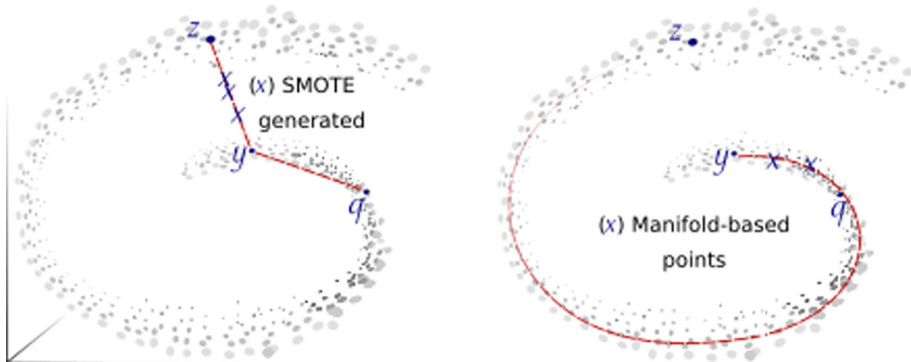 z
(x) SMOTE
generated
y
q
z
y
q
(x) Manifold-based
points